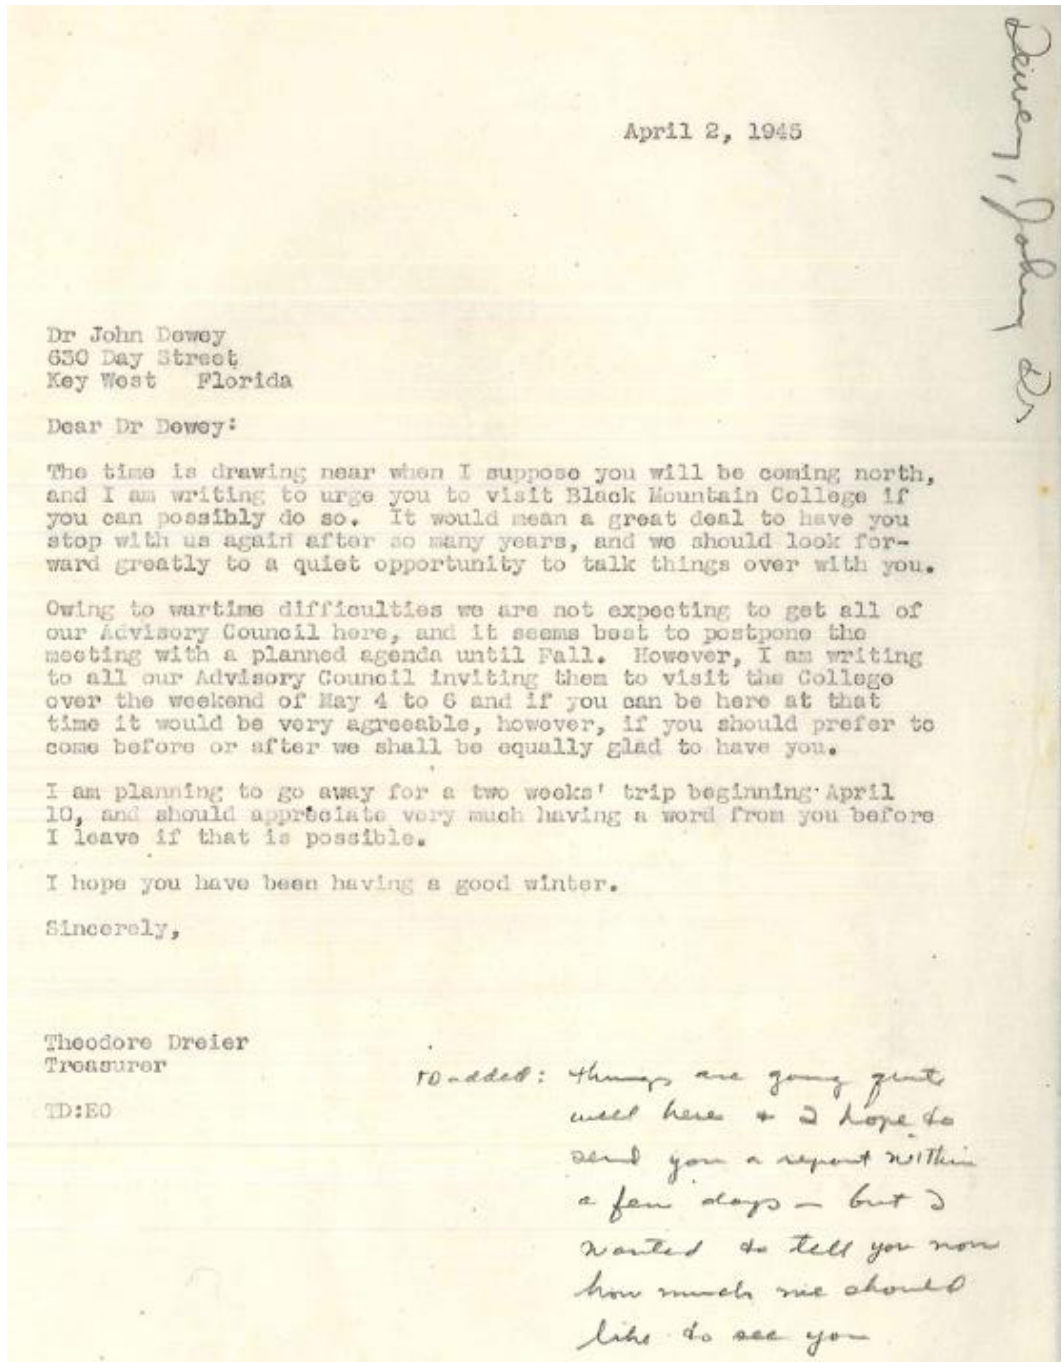 Dewey, John Dr
April 2, 1945
Dr John Dewey
630 Day Street
Key West Florida
Dear Dr Dewey:
The time is drawing near when I suppose you will be coming north,
and I am writing to urge you to visit Black Mountain College if
you can possibly do so. It would mean a great deal to have you
stop with us again after so many years, and we should look for-
ward greatly to a quiet opportunity to talk things over with you.
Owing to wartime difficulties we are not expecting to get all of
our Advisory Council here, and it seems best to postpone the
meeting with a planned agenda until Fall. However, I am writing
to all our Advisory Council inviting them to visit the College
over the weekend of May 4 to 6 and if you can be here at that
time it would be very agreeable, however, if you should prefer to
come before or after we shall be equally glad to have you.
I am planning to go away for a two weeks' trip beginning April
10, and should appreciate very much having a word from you before
I leave if that is possible.
I hope you have been having a good winter.
Sincerely,
Theodore Dreier
Treasurer
TD:EO
TD added: things are going quite
well here + I hope to
send you a report within
a few days — but I
wanted to tell you now
how much we should
like to see you